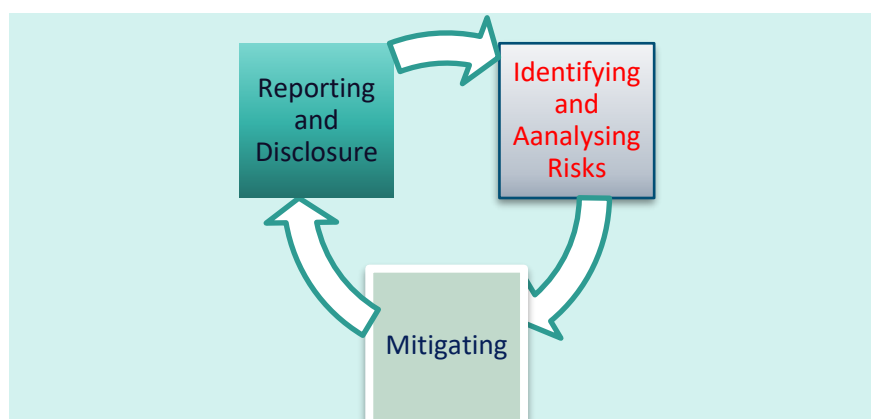 Reporting
and
Disclosure
Identifying
and
Aanalysing
Risks
Mitigating